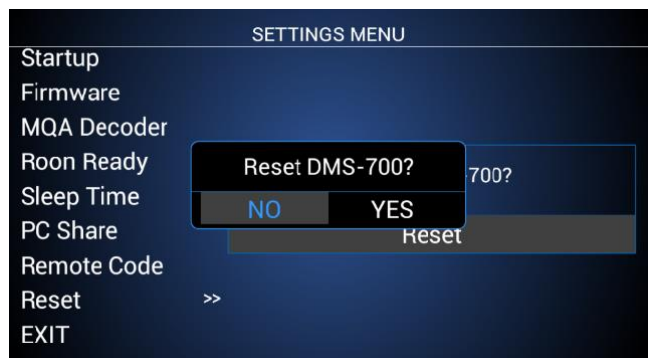 SETTINGS MENU
Startup
Firmware
MQA Decoder
Roon Ready
Sleep Time
PC Share
Remote Code
Reset >>
EXIT
Reset DMS-700?
NO YES
-700?
Reset